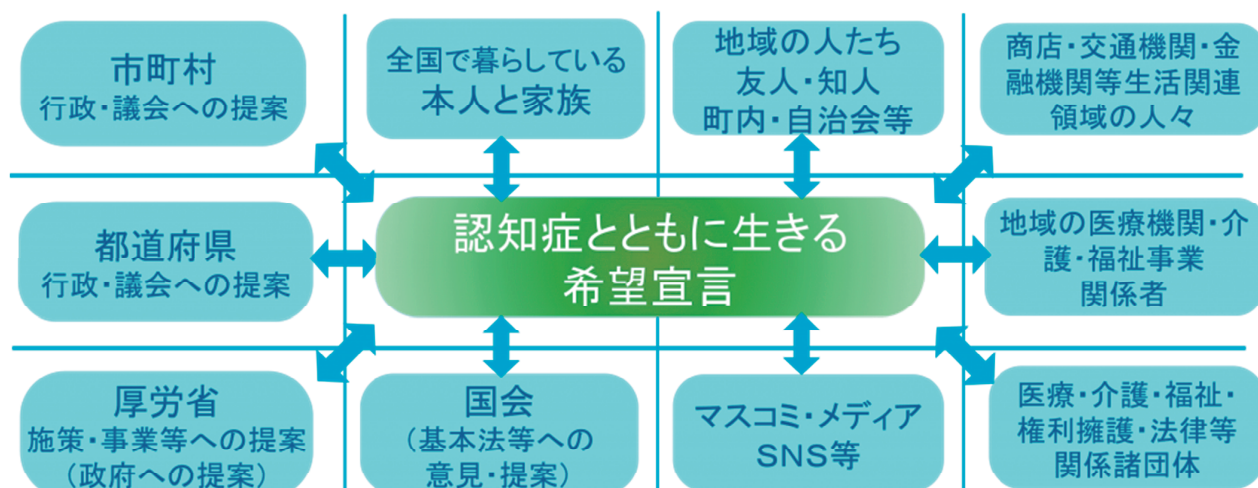 市町村
行政・議会への提案
全国で暮らしている
本人と家族
地域の人たち
友人・知人
町内・自治会等
商店・交通機関・金
融機関等生活関連
領域の人々
都道府県
行政・議会への提案
認知症とともに生きる
希望宣言
地域の医療機関・介
護・福祉事業
関係者
厚労省
施策・事業等への提案
（政府への提案）
国会
（基本法等への
意見・提案）
マスコミ・メディア
SNS等
医療・介護・福祉・
権利擁護・法律等
関係諸団体